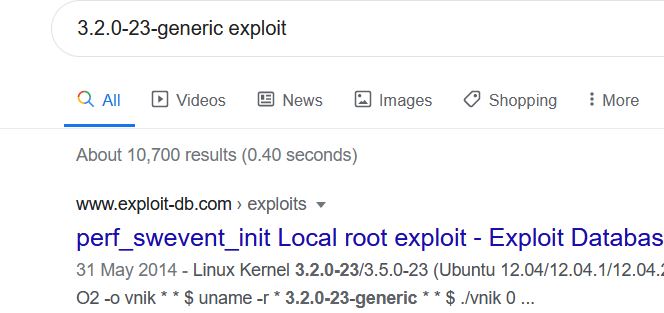 3.2.0-23-generic exploit
All Videos News Images Shopping More
About 10,700 results (0.40 seconds)
www.exploit-db.com › exploits
perf_swevent_init Local root exploit - Exploit Databas
31 May 2014 - Linux Kernel 3.2.0-23/3.5.0-23 (Ubuntu 12.04/12.04.1/12.04.2
O2 -o vnik * * $ uname -r * 3.2.0-23-generic * * $ ./vnik 0 ...